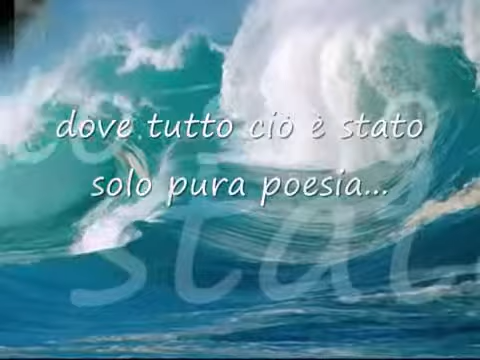 dove tutto ciò è stato
solo pura poesia...